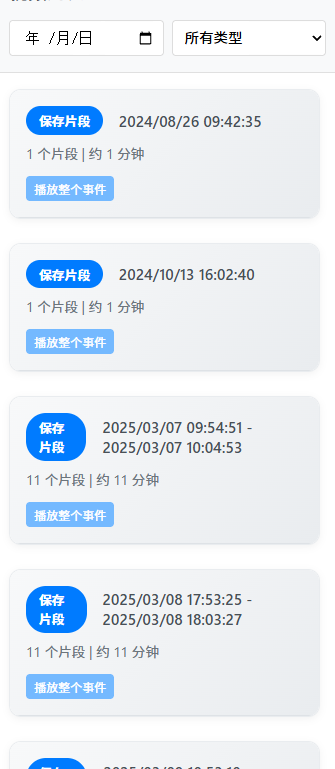 年 /月/日
所有类型
保存片段
2024/08/26 09:42:35
1 个片段 | 约 1 分钟
播放整个事件
保存片段
2024/10/13 16:02:40
1 个片段 | 约 1 分钟
播放整个事件
保存
片段
2025/03/07 09:54:51 -
2025/03/07 10:04:53
11 个片段 | 约 11 分钟
播放整个事件
保存
片段
2025/03/08 17:53:25 -
2025/03/08 18:03:27
11 个片段 | 约 11 分钟
播放整个事件